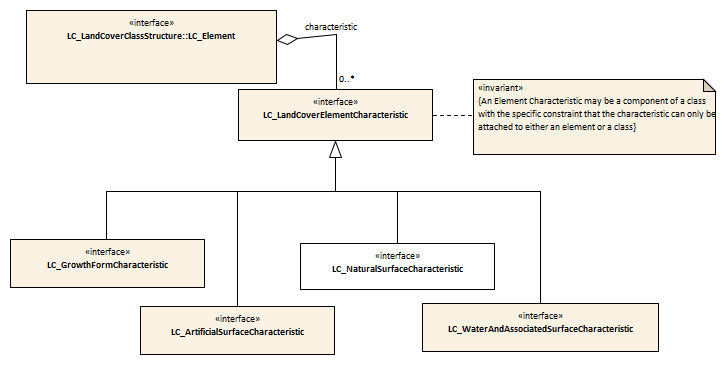 «interface»
LC_LandCoverClassStructure::LC_Element
characteristic
0..*
«interface»
LC_LandCoverElementCharacteristic
«invariant»
{An Element Characteristic may be a component of a class
with the specific constraint that the characteristic can only be
attached to either an element or a class}
«interface»
LC_GrowthFormCharacteristic
«interface»
LC_NaturalSurfaceCharacteristic
«interface»
LC_ArtificialSurfaceCharacteristic
«interface»
LC_WaterAndAssociatedSurfaceCharacteristic